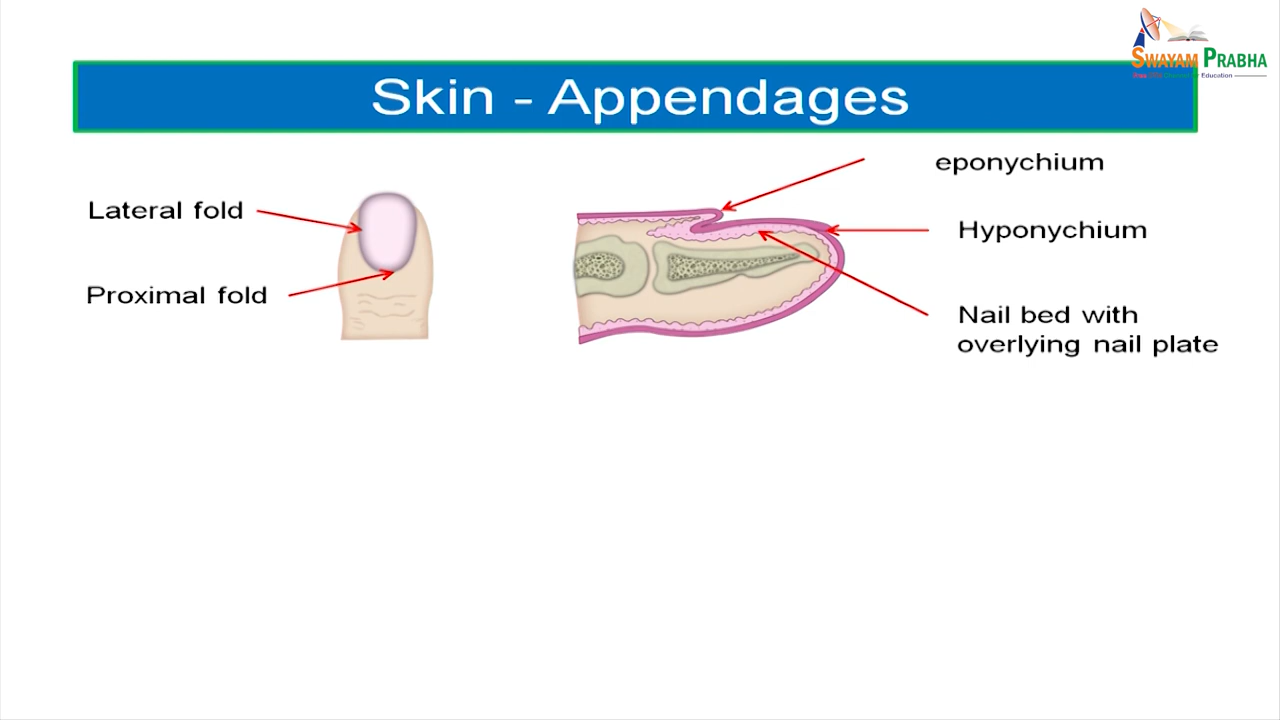 SWAYAM PRABHA
Skin - Appendages
eponychium
Lateral fold
Hyponychium
Proximal fold
Nail bed with
overlying nail plate